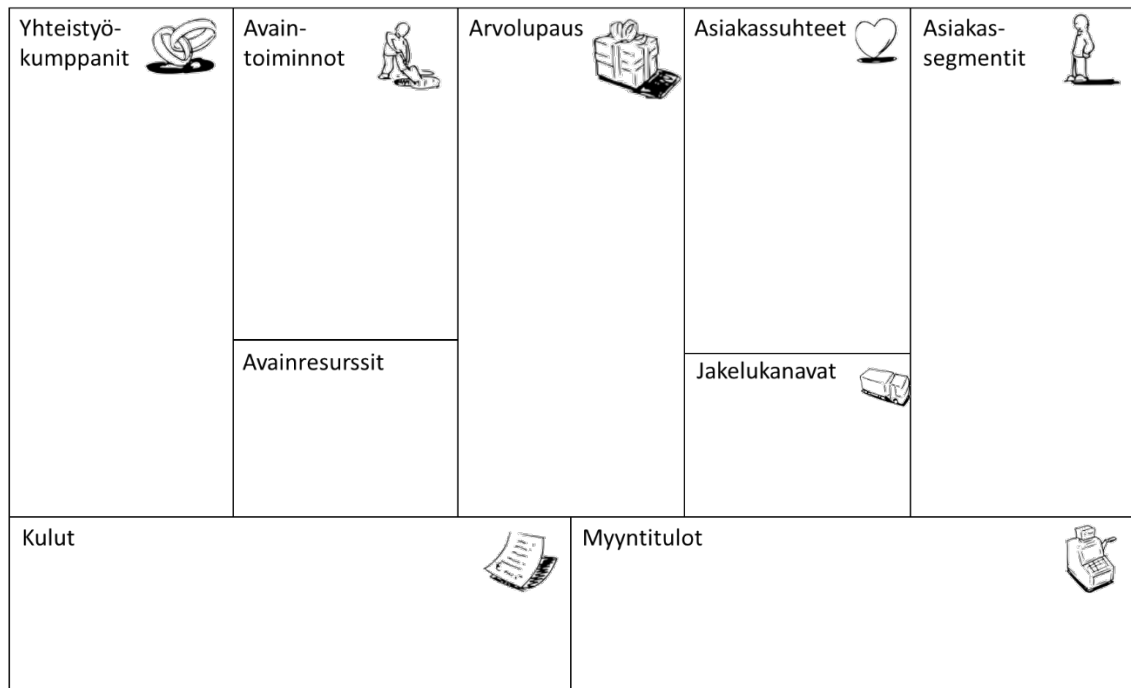 Yhteistyö-
kumppanit
Avain-
toiminnot
Avainresurssit
Arvolupaus
Asiakassuhteet
Jakelukanavat
Asiakas-
segmentit
Kulut
Myyntitulot